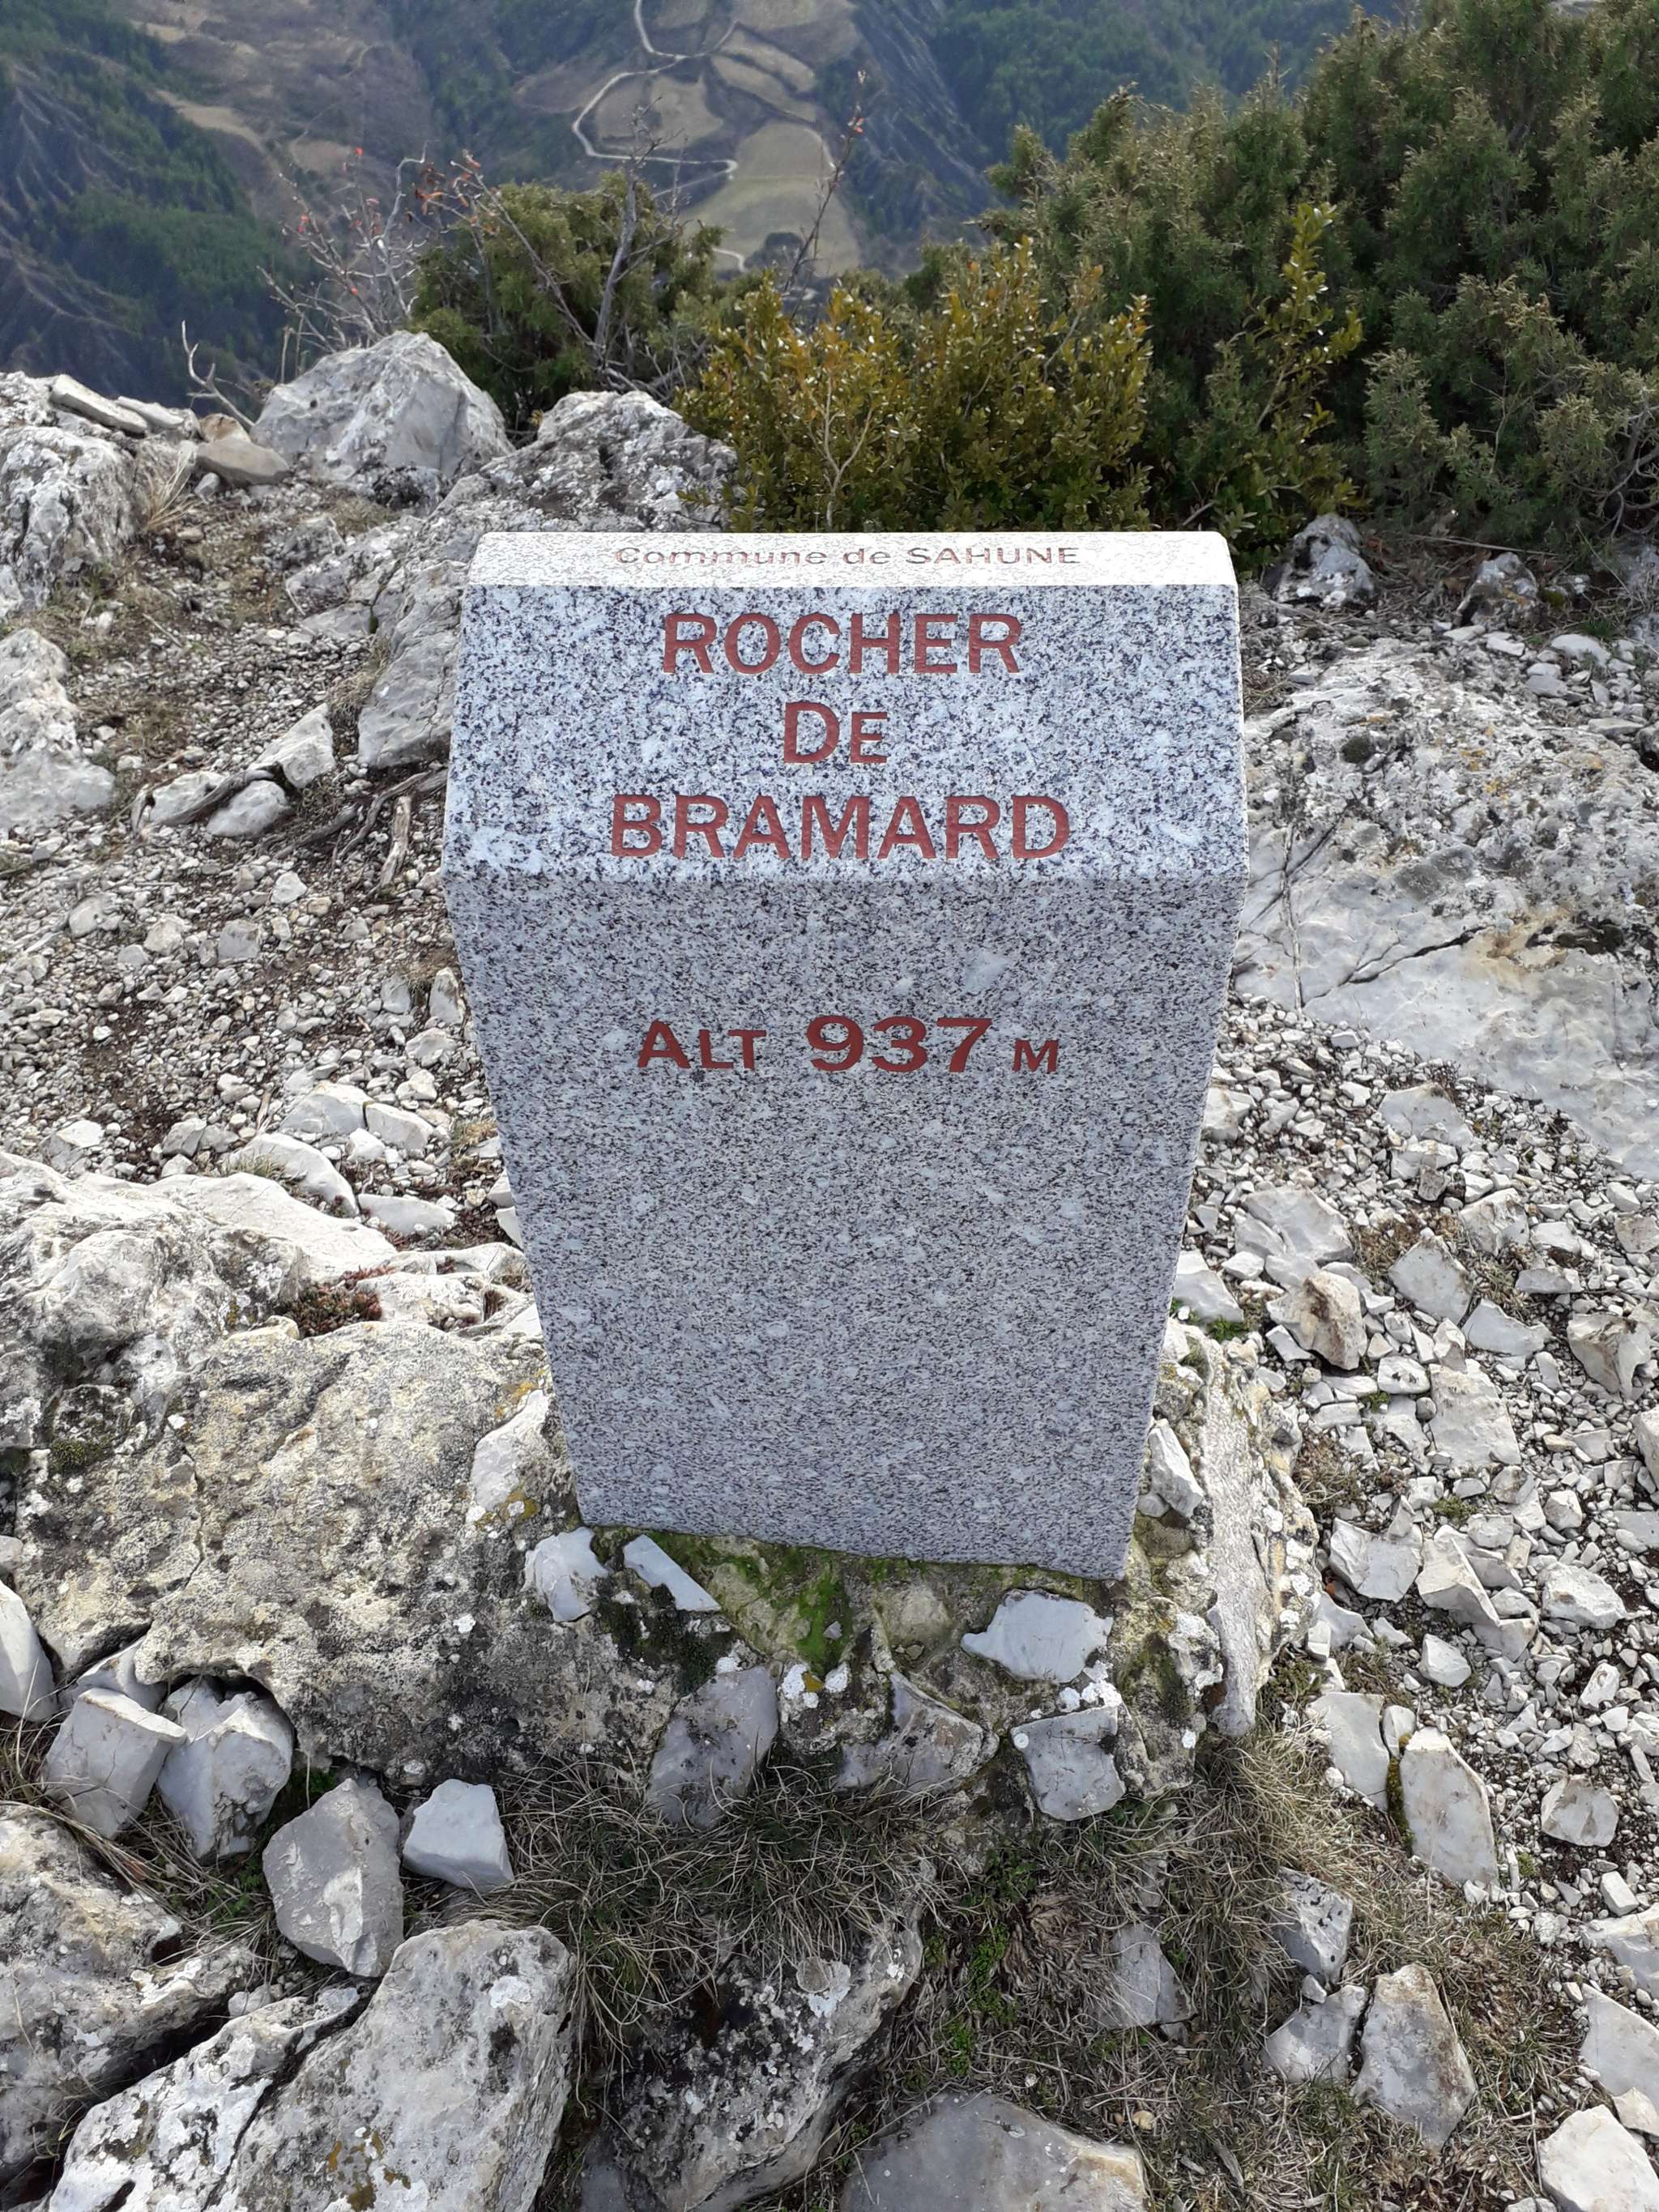 Commune de SAHUNE
ROCHER
DE
BRAMARD
ALT 937 M